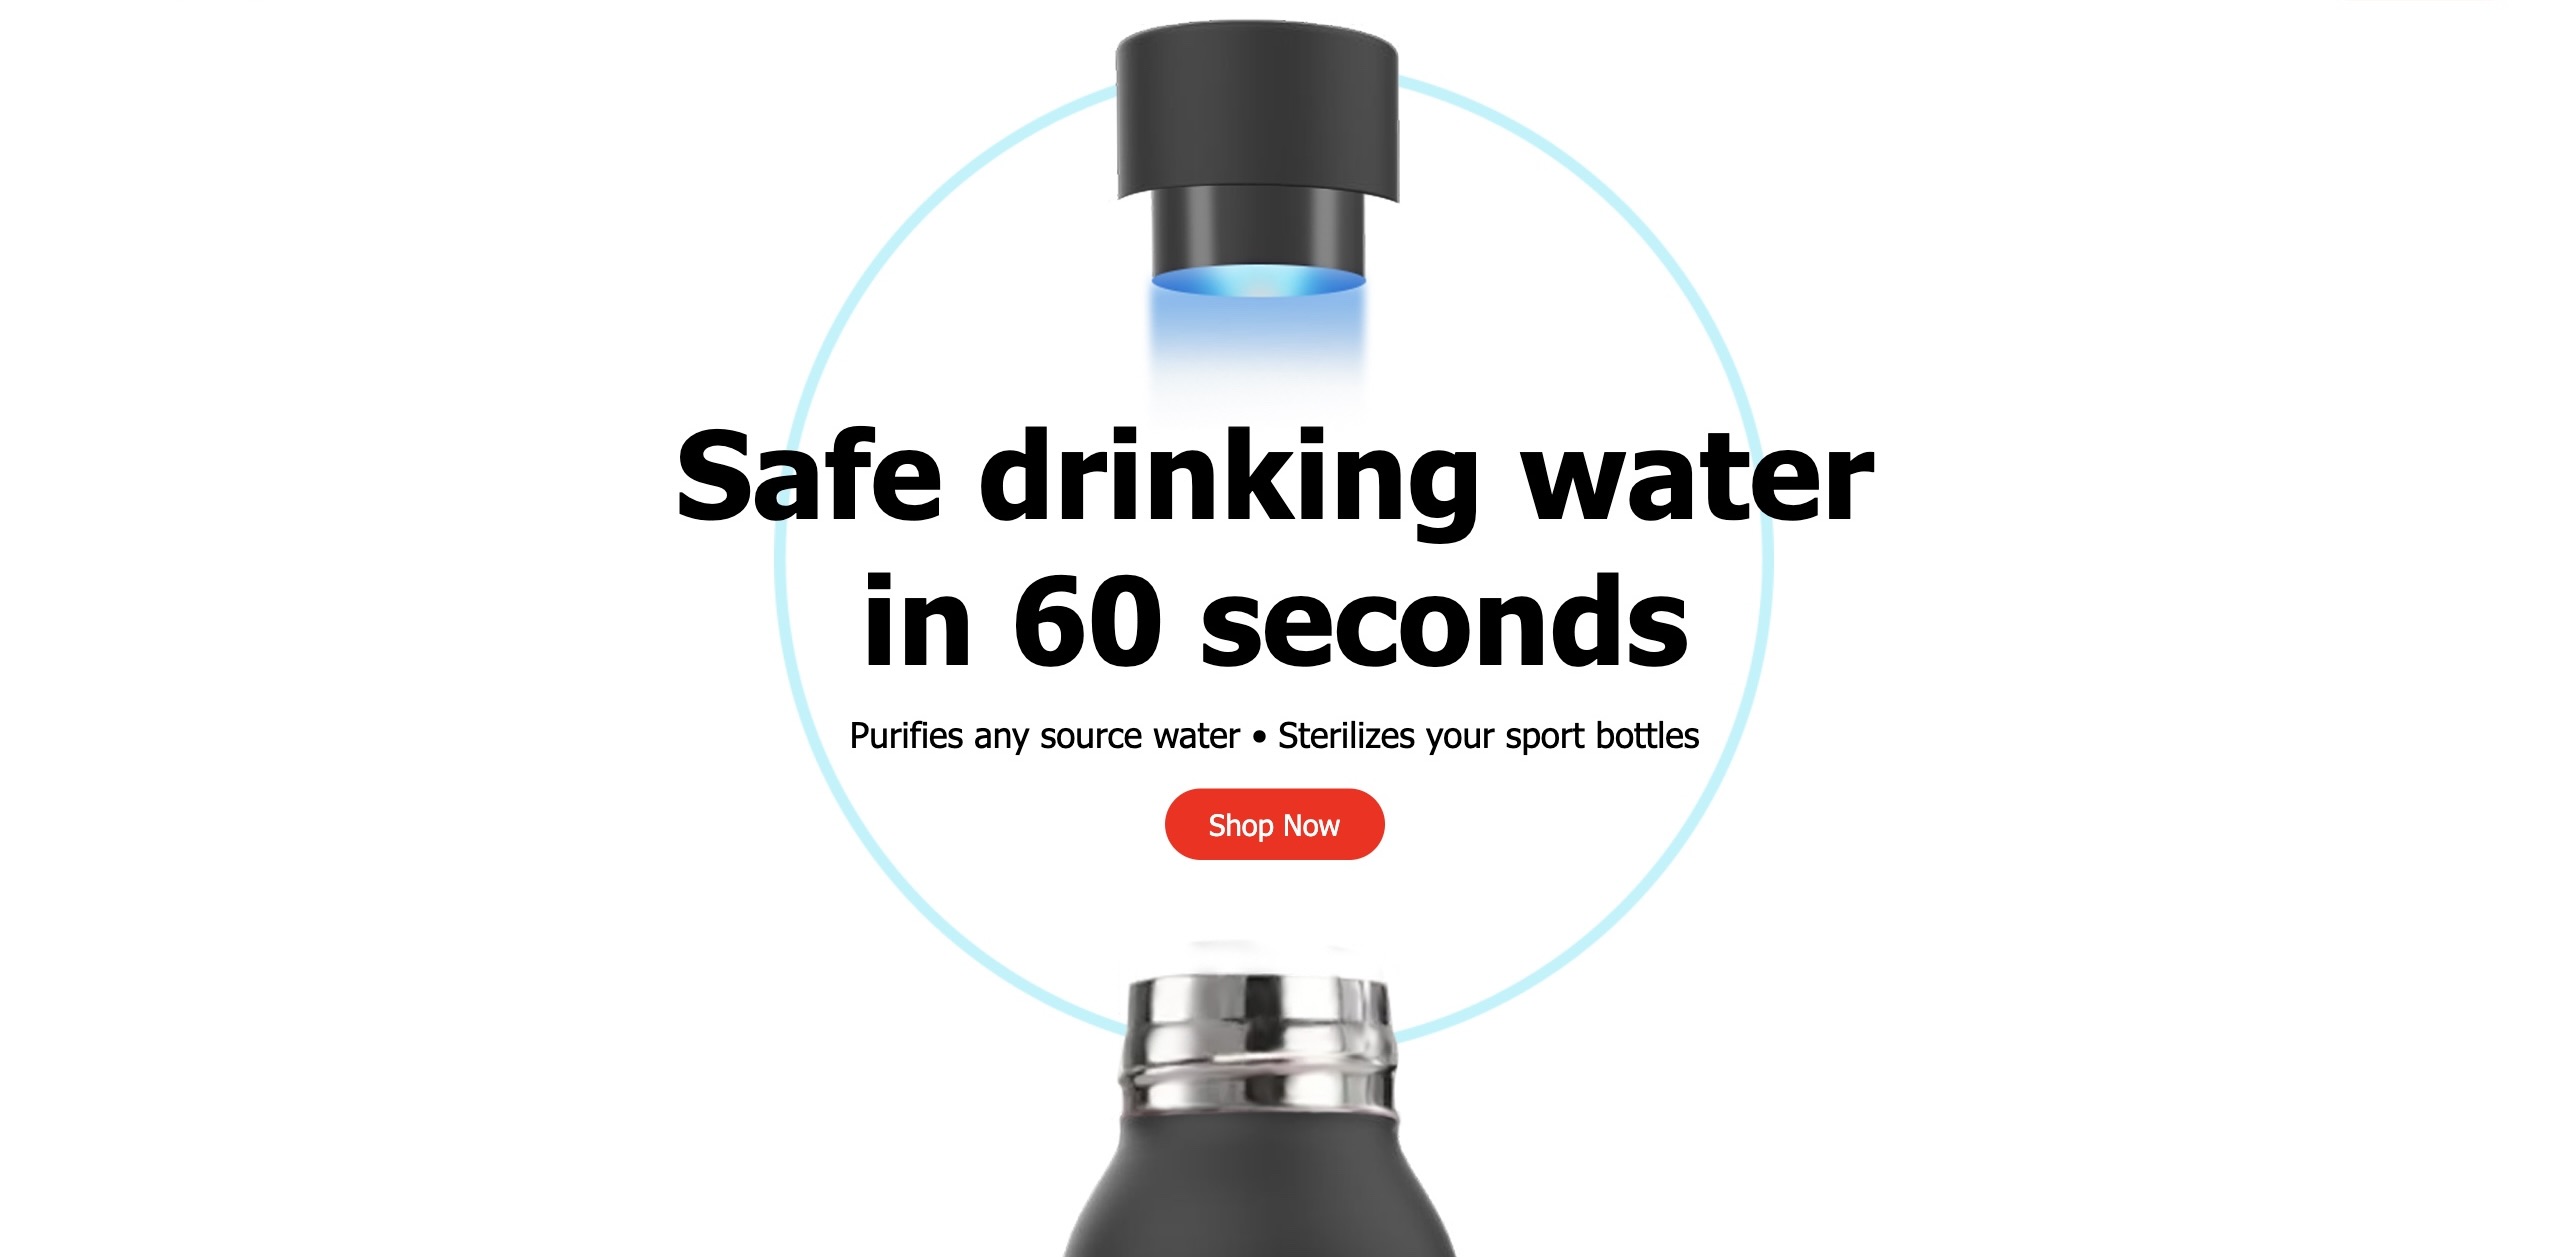 Safe drinking water
in 60 seconds
Purifies any source water • Sterilizes your sport bottles
Shop Now